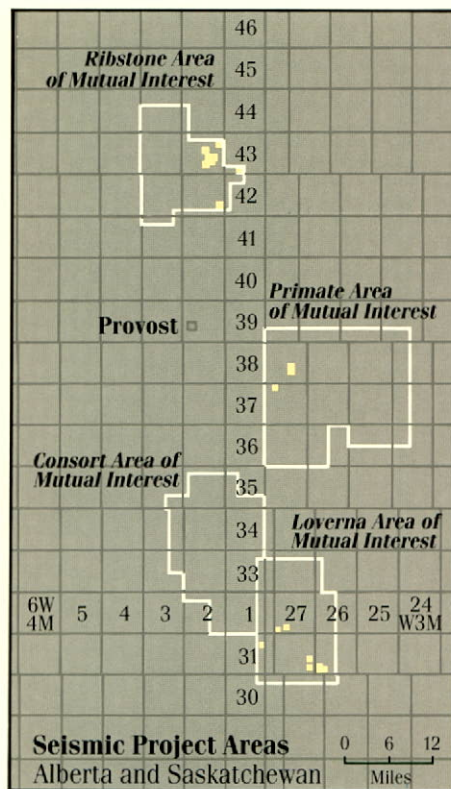 46
Ribstone Area
of Mutual Interest
45
44
43
42
41
40
Primate Area
of Mutual Interest
Provost
39
38
37
36
Consort Area of
Mutual Interest
35
34
Loverna Area of
Mutual Interest
33
6W
4M
5
4
3
2
1
27
26
25
24
W3M
31
30
Seismic Project Areas
Alberta and Saskatchewan
0 6 12
Miles